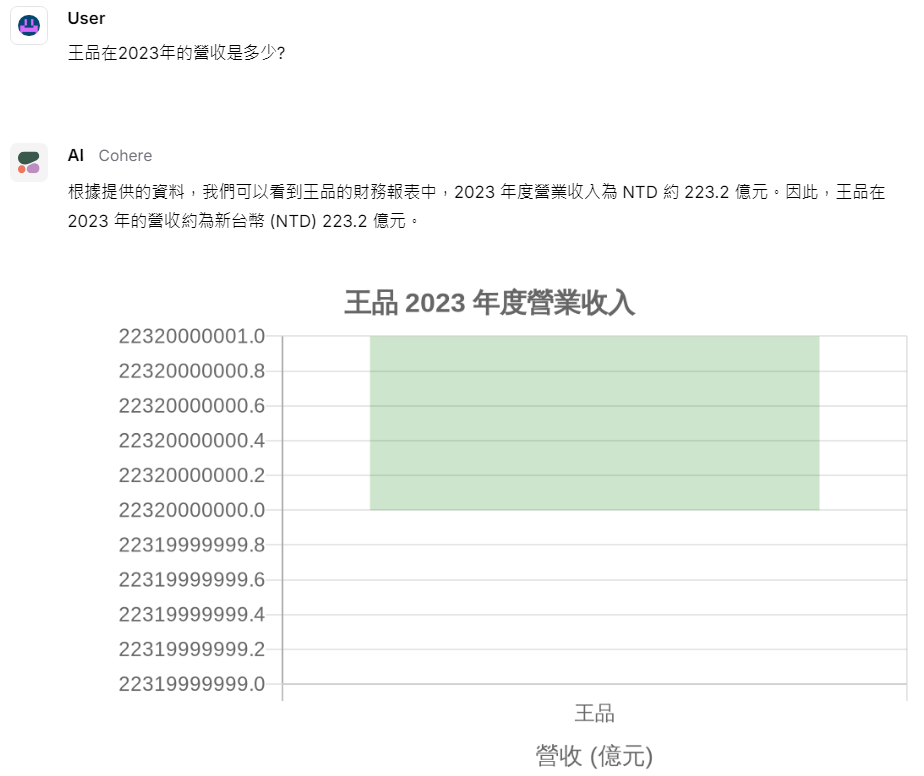 User
王品在2023年的營收是多少?
AI Cohere
根據提供的資料，我們可以看到王品的財務報表中，2023 年度營業收入為 NTD 約 223.2 億元。因此，王品在
2023 年的營收約為新台幣 (NTD) 223.2 億元。
王品 2023 年度營業收入
22320000001.0
22320000000.8
22320000000.6
22320000000.4
22320000000.2
22320000000.0
22319999999.8
22319999999.6
22319999999.4
22319999999.2
22319999999.0
王品
營收 (億元)